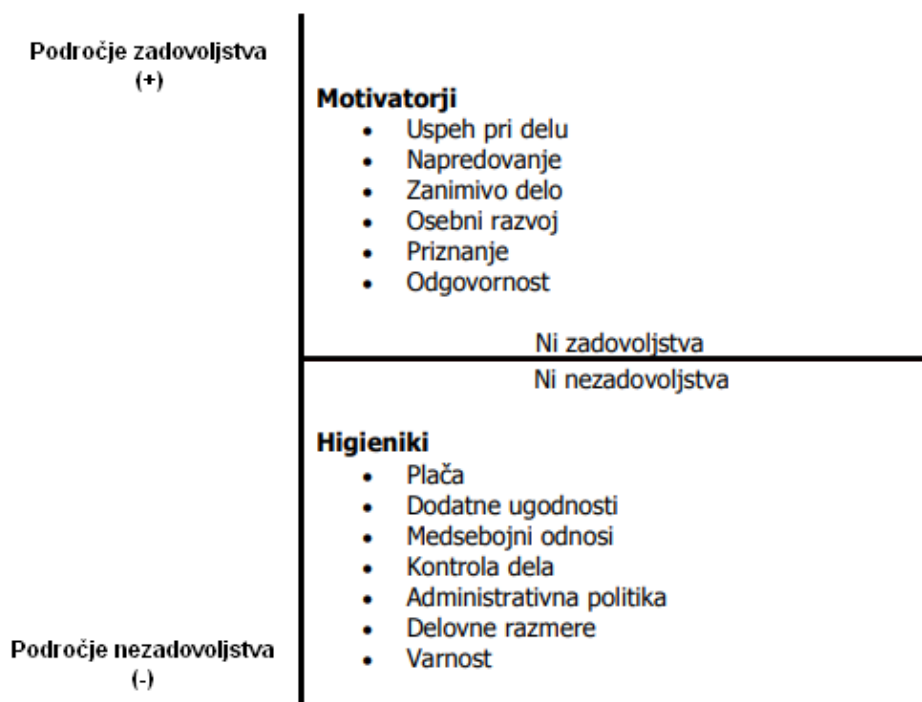 Področje zadovoljstva
(+)
Motivatorji
• Uspeh pri delu
• Napredovanje
• Zanimivo delo
• Osebni razvoj
• Priznanje
• Odgovornost
Ni zadovoljstva
Ni nezadovoljstva
Higieniki
• Plača
• Dodatne ugodnosti
• Medsebojni odnosi
• Kontrola dela
• Administrativna politika
• Delovne razmere
• Varnost
Področje nezadovoljstva
(-)